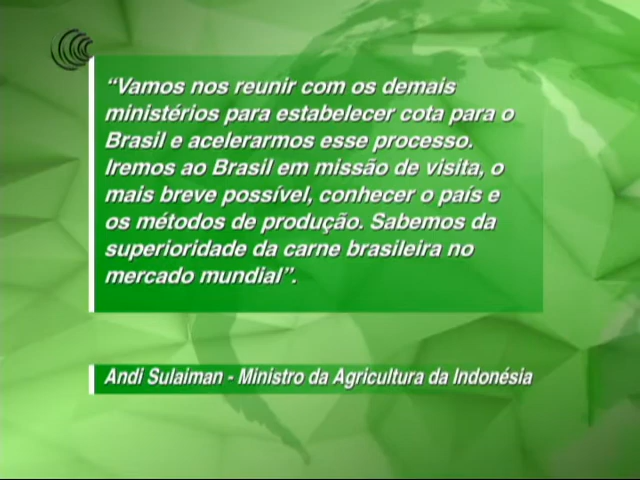 “Vamos nos reunir com os demais
ministérios para estabelecer cota para o
Brasil e acelerarmos esse processo.
Iremos ao Brasil em missão de visita, o
mais breve possível, conhecer o país e
os métodos de produção. Sabemos da
superioridade da carne brasileira no
mercado mundial”.
Andi Sulaiman - Ministro da Agricultura da Indonésia